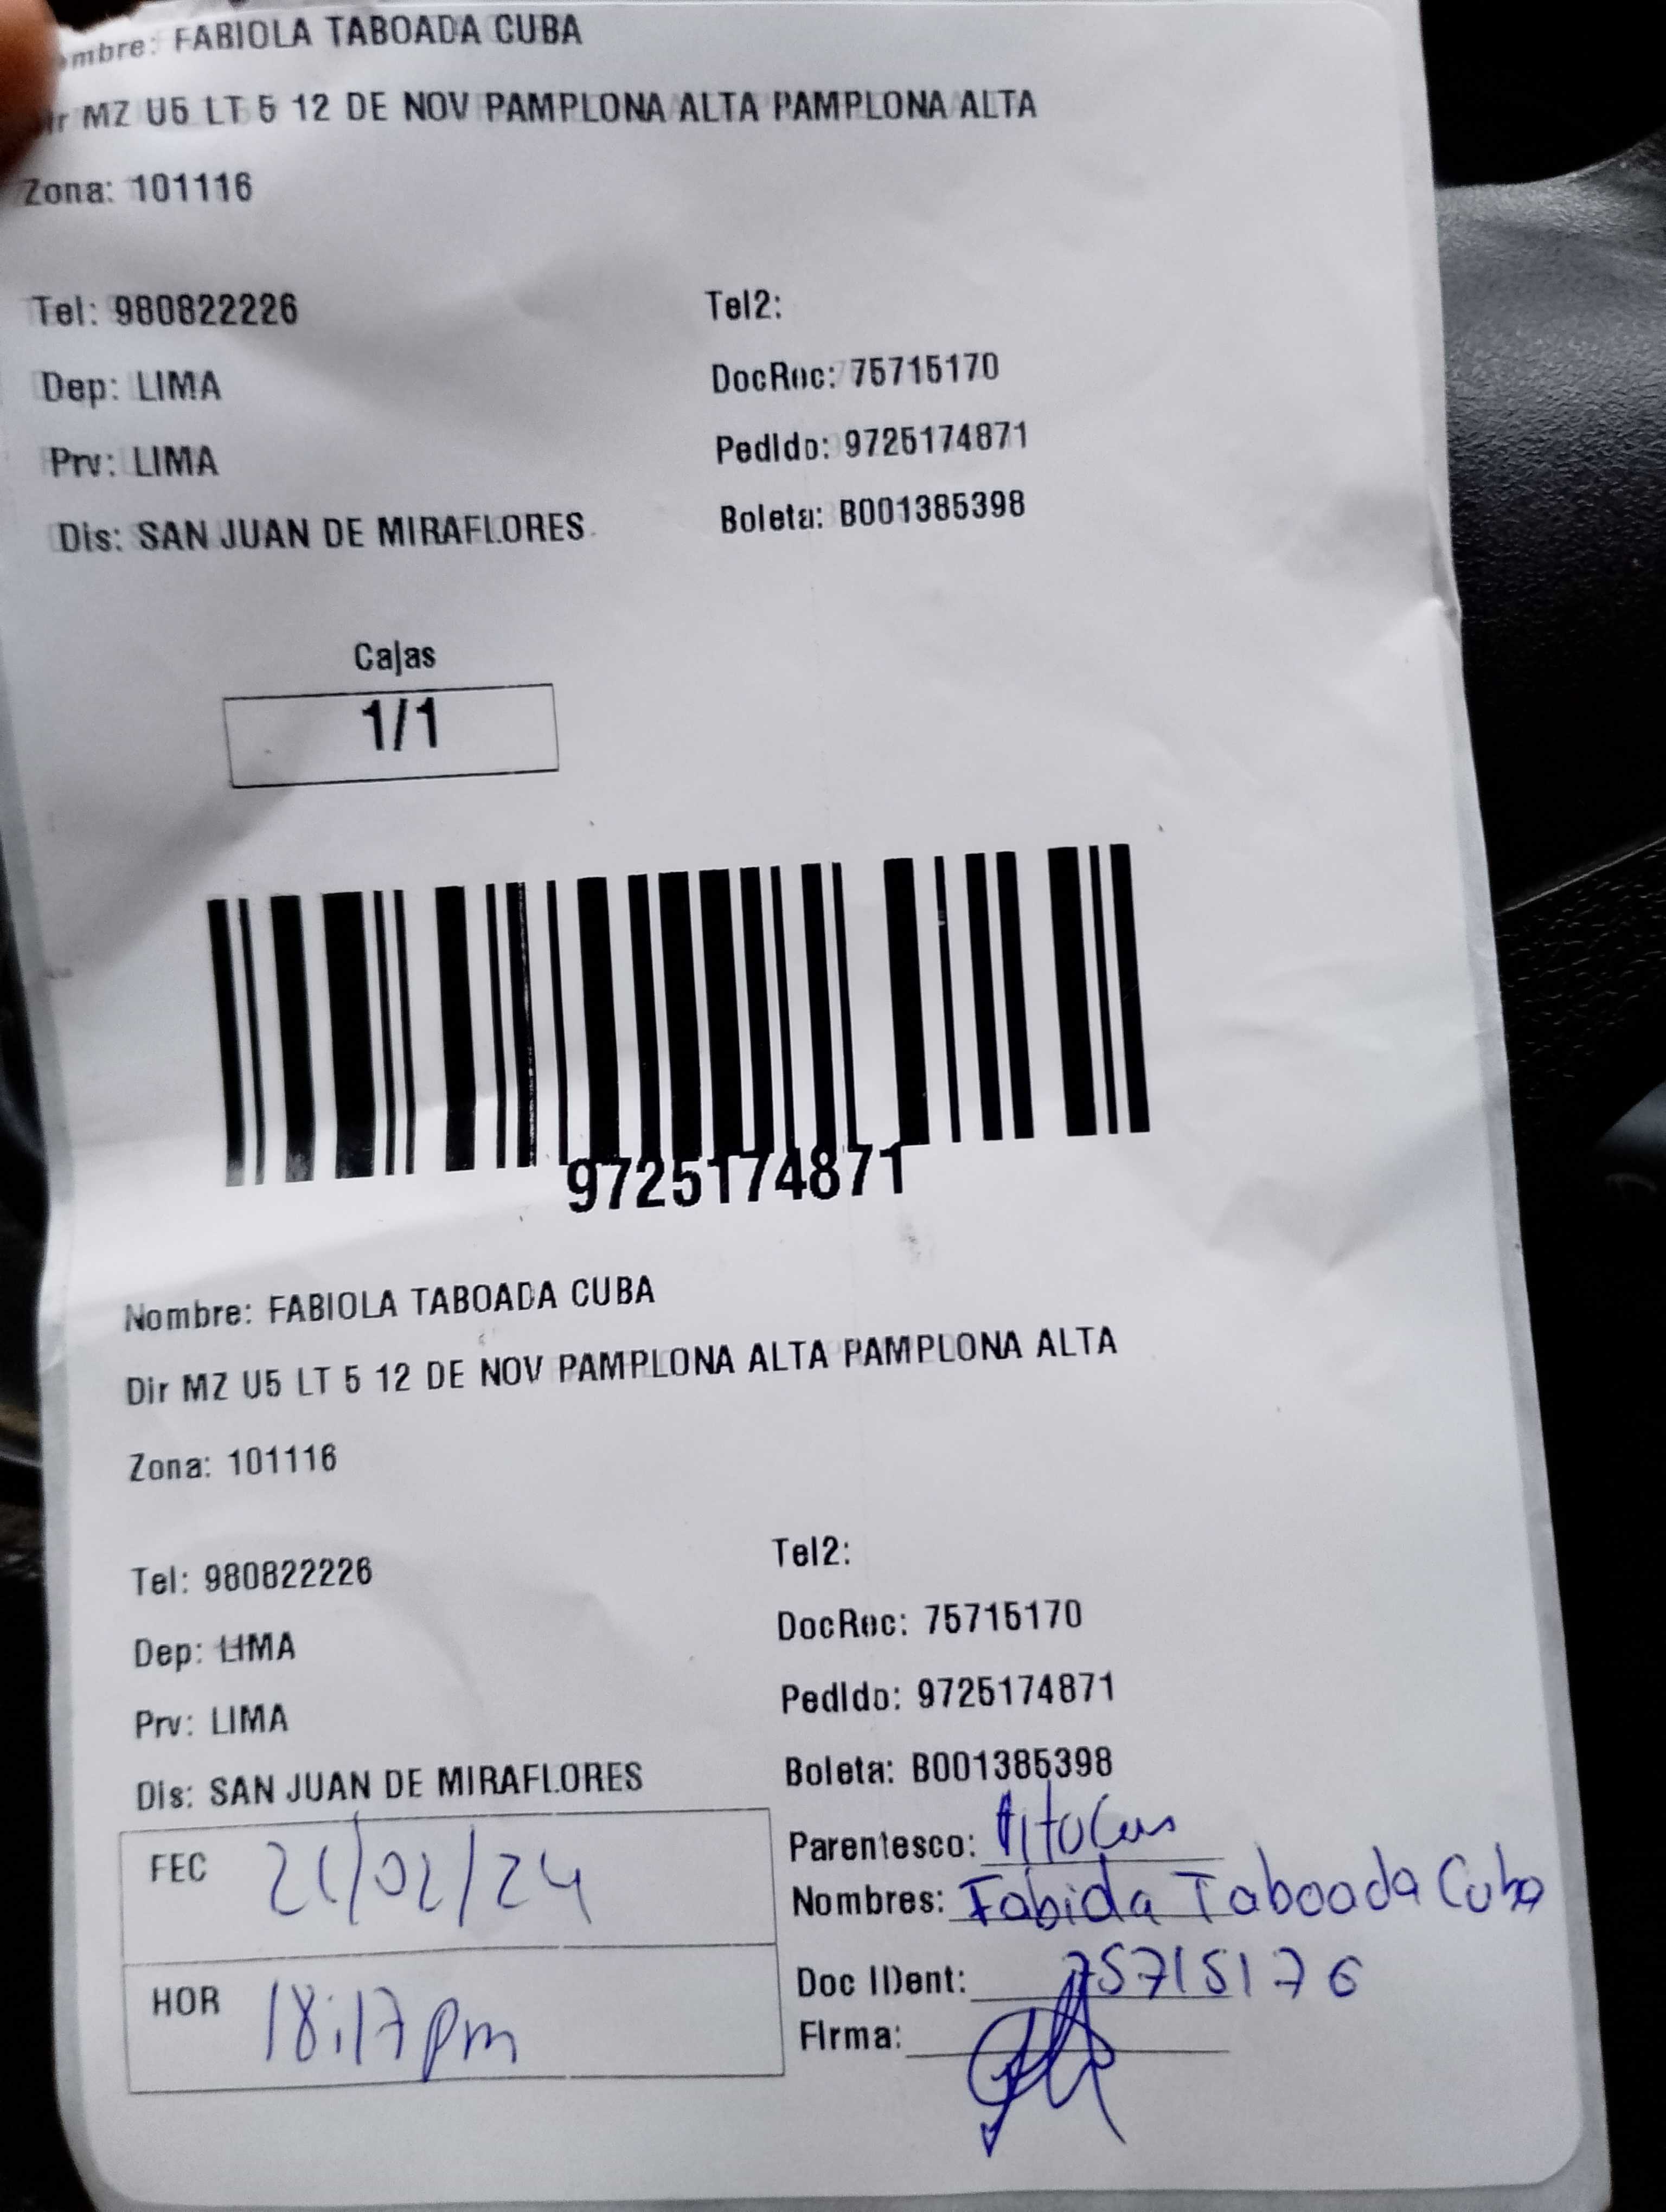 Nombre: FABIOLA TABOADA CUBA
Dir MZ U5 LT 5 12 DE NOV PAMPLONA ALTA PAMPLONA ALTA
Zona: 101116
Tel: 980822226 Tel2:
Dep: LIMA DocRec: 75715170
Prv: LIMA Pedido: 9725174871
Dis: SAN JUAN DE MIRAFLORES Boleta: B001385398
Cajas
1/1
9725174871
Nombre: FABIOLA TABOADA CUBA
Dir MZ U5 LT 5 12 DE NOV PAMPLONA ALTA PAMPLONA ALTA
Zona: 101116
Tel: 980822226 Tel2:
Dep: LIMA DocRec: 75715170
Prv: LIMA Pedido: 9725174871
Dis: SAN JUAN DE MIRAFLORES Boleta: B001385398
FEC 21/02/24 Parentesco: Titular
Nombres: Fabiola Taboada Cuba
HOR 18:17 pm Doc IDent: 75715170
Firma: